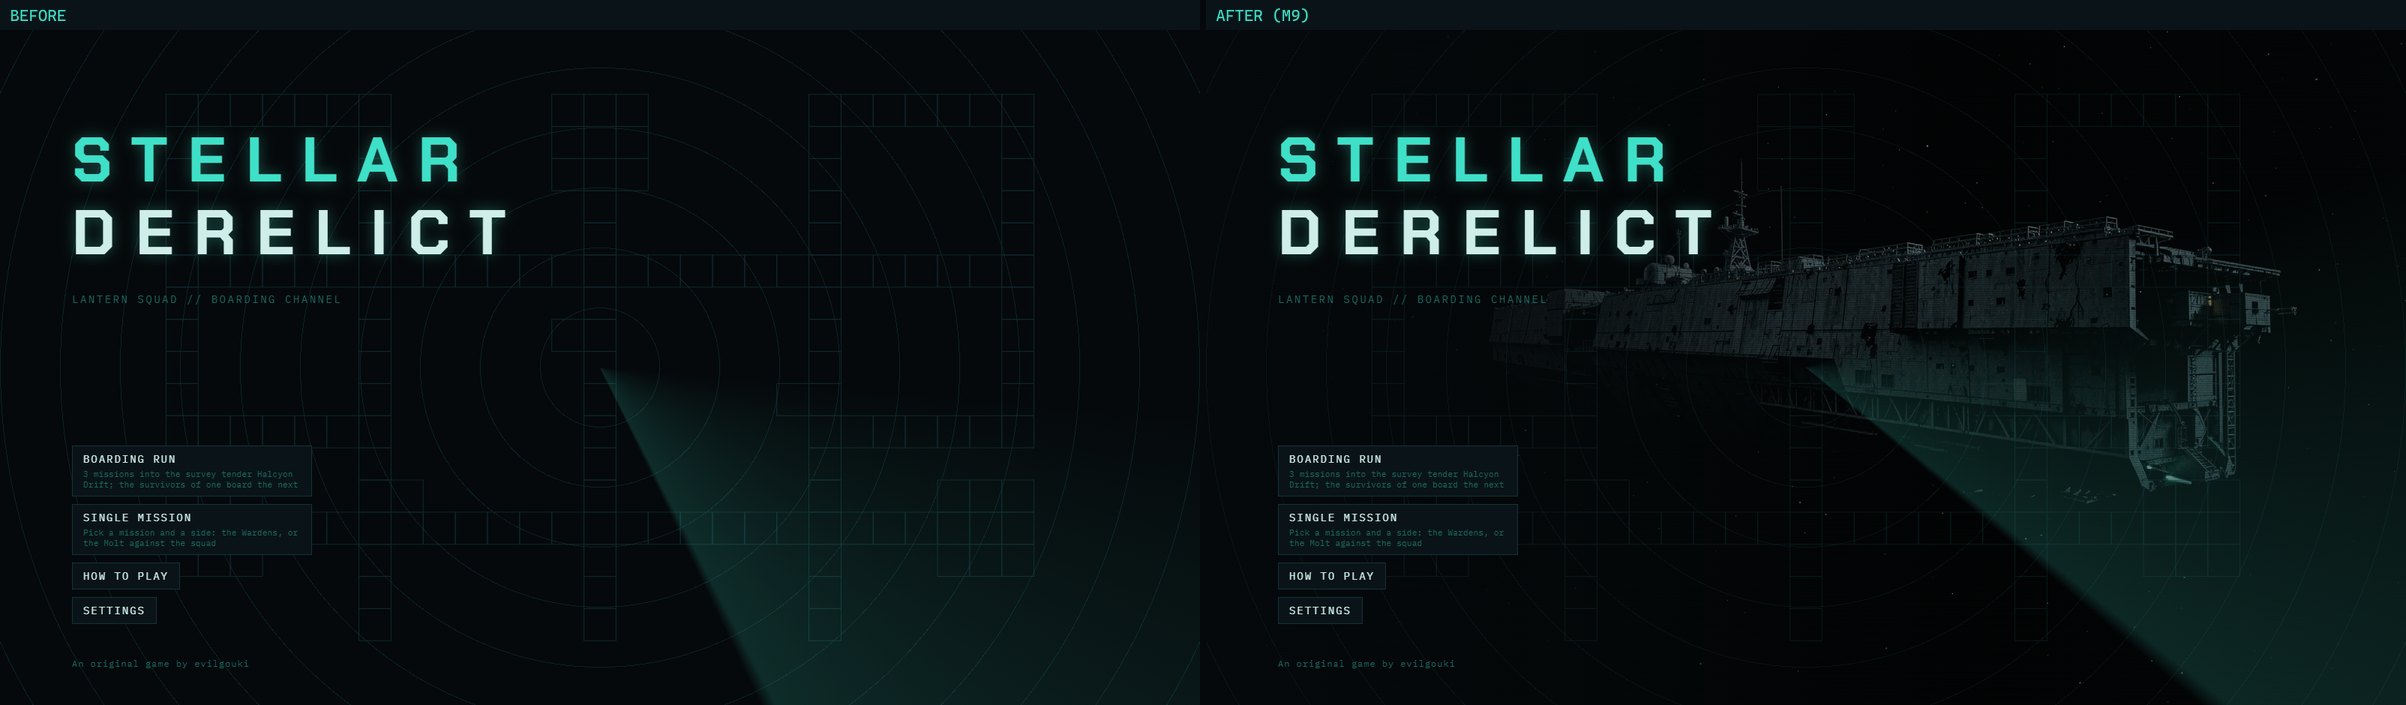 BEFORE
STELLAR
DERELICT
LANTERN SQUAD // BOARDING CHANNEL
BOARDING RUN
3 missions into the survey tender Halcyon
Drift; the survivors of one board the next
SINGLE MISSION
Pick a mission and a side: the Wardens, or
the Molt against the squad
HOW TO PLAY
SETTINGS
An original game by evilgouki
AFTER (M9)
STELLAR
DERELICT
LANTERN SQUAD // BOARDING CHANNEL
BOARDING RUN
3 missions into the survey tender Halcyon
Drift; the survivors of one board the next
SINGLE MISSION
Pick a mission and a side: the Wardens, or
the Molt against the squad
HOW TO PLAY
SETTINGS
An original game by evilgouki